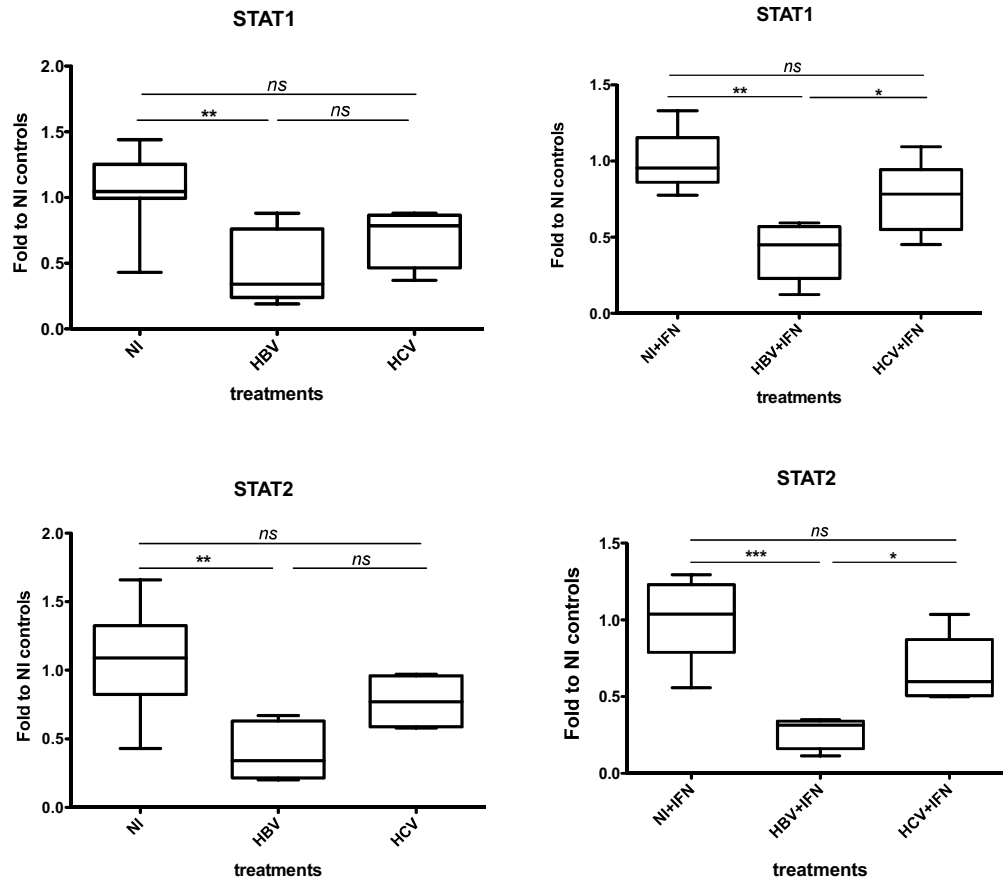 STAT1
Fold to NI controls
2.0
1.5
1.0
0.5
0.0
ns
**
ns
NI
HBV
HCV
treatments
STAT1
Fold to NI controls
1.5
1.0
0.5
0.0
ns
**
*
NI+IFN
HBV+IFN
HCV+IFN
treatments
STAT2
Fold to NI controls
2.0
1.5
1.0
0.5
0.0
ns
**
ns
NI
HBV
HCV
treatments
STAT2
Fold to NI controls
1.5
1.0
0.5
0.0
ns
***
*
NI+IFN
HBV+IFN
HCV+IFN
treatments